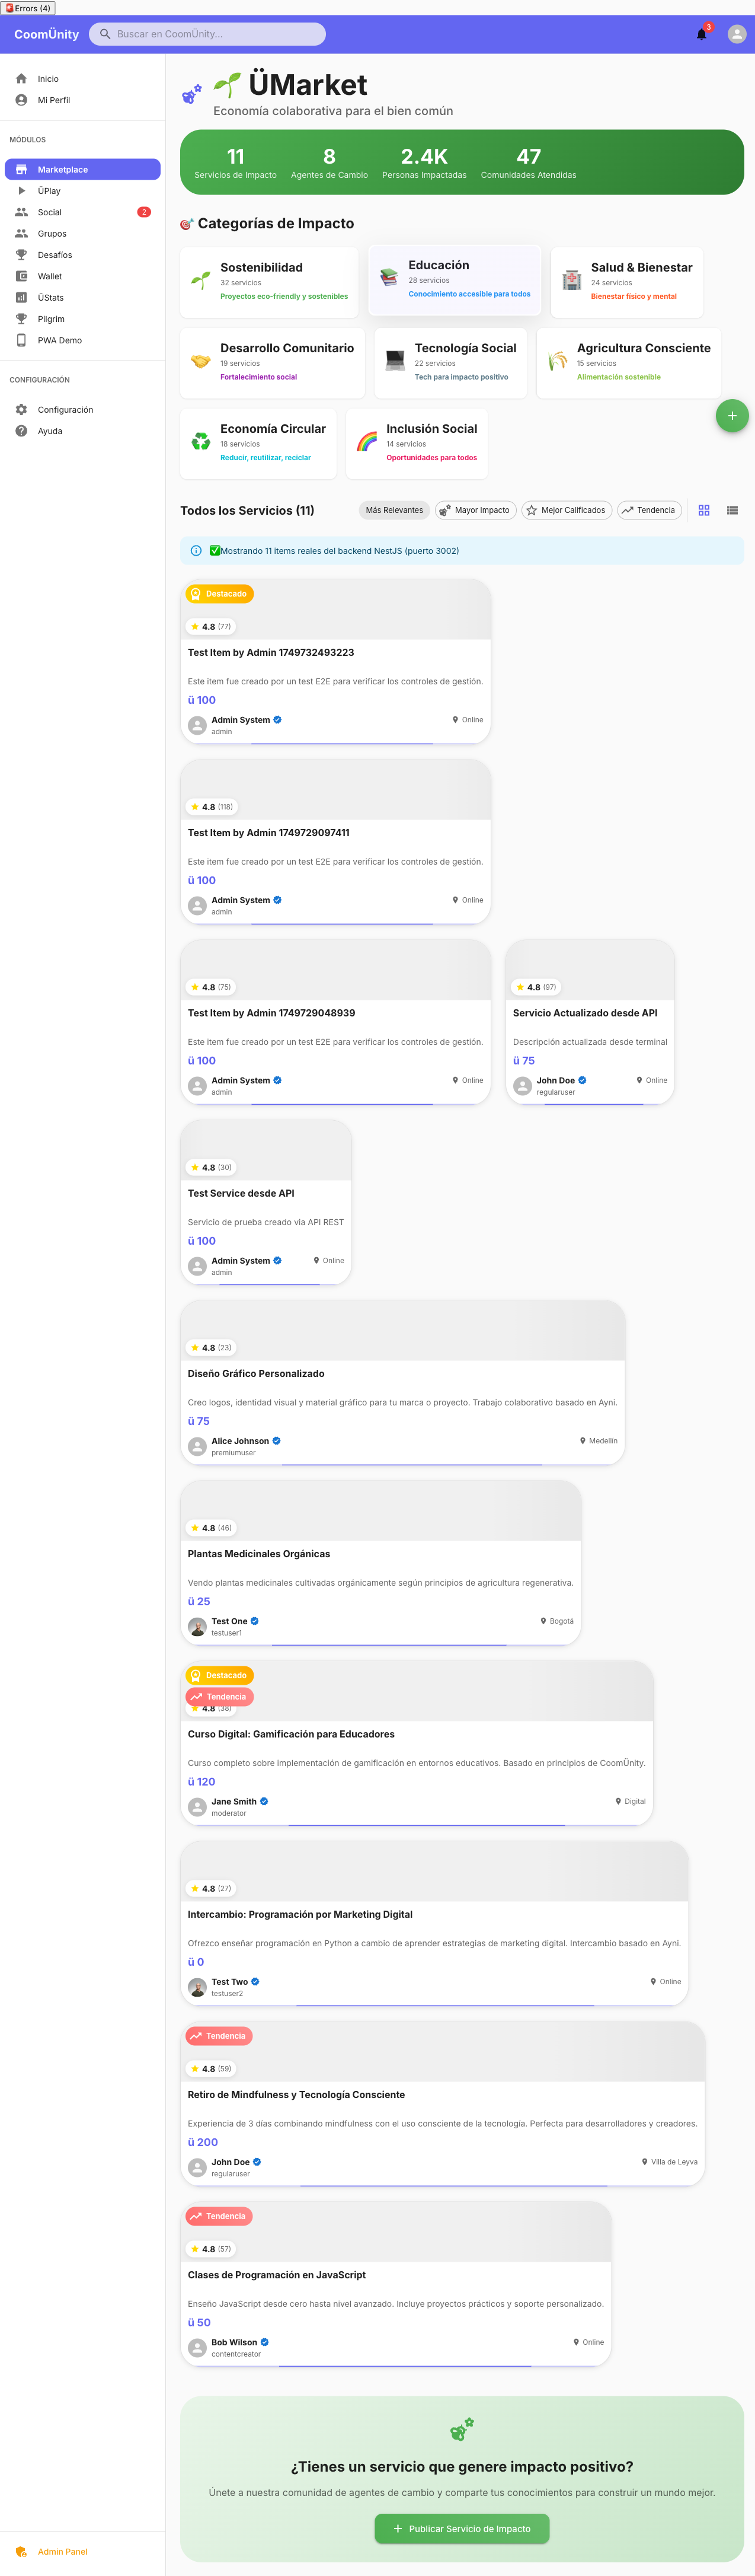 Errors (4)
CoomÜnity
Buscar en CoomÜnity...
3
Inicio
Mi Perfil
MÓDULOS
Marketplace
ÜPlay
Social
2
Grupos
Desafíos
Wallet
ÜStats
Pilgrim
PWA Demo
CONFIGURACIÓN
Configuración
Ayuda
Admin Panel
ÜMarket
Economía colaborativa para el bien común
11
Servicios de Impacto
8
Agentes de Cambio
2.4K
Personas Impactadas
47
Comunidades Atendidas
Categorías de Impacto
Sostenibilidad
32 servicios
Proyectos eco-friendly y sostenibles
Educación
28 servicios
Conocimiento accesible para todos
Salud & Bienestar
24 servicios
Bienestar físico y mental
Desarrollo Comunitario
19 servicios
Fortalecimiento social
Tecnología Social
22 servicios
Tech para impacto positivo
Agricultura Consciente
15 servicios
Alimentación sostenible
Economía Circular
18 servicios
Reducir, reutilizar, reciclar
Inclusión Social
14 servicios
Oportunidades para todos
Todos los Servicios (11)
Más Relevantes
Mayor Impacto
Mejor Calificados
Tendencia
Mostrando 11 items reales del backend NestJS (puerto 3002)
Destacado
4.8 (77)
Test Item by Admin 1749732493223
Este item fue creado por un test E2E para verificar los controles de gestión.
ü 100
Admin System
Online
admin
4.8 (118)
Test Item by Admin 1749729097411
Este item fue creado por un test E2E para verificar los controles de gestión.
ü 100
Admin System
Online
admin
4.8 (75)
Test Item by Admin 1749729048939
Este item fue creado por un test E2E para verificar los controles de gestión.
ü 100
Admin System
Online
admin
4.8 (97)
Servicio Actualizado desde API
Descripción actualizada desde terminal
ü 75
John Doe
Online
regularuser
4.8 (30)
Test Service desde API
Servicio de prueba creado via API REST
ü 100
Admin System
Online
admin
4.8 (23)
Diseño Gráfico Personalizado
Creo logos, identidad visual y material gráfico para tu marca o proyecto. Trabajo colaborativo basado en Ayni.
ü 75
Alice Johnson
Medellín
premiumuser
4.8 (46)
Plantas Medicinales Orgánicas
Vendo plantas medicinales cultivadas orgánicamente según principios de agricultura regenerativa.
ü 25
Test One
Bogotá
testuser1
Destacado
Tendencia
4.8 (38)
Curso Digital: Gamificación para Educadores
Curso completo sobre implementación de gamificación en entornos educativos. Basado en principios de CoomÜnity.
ü 120
Jane Smith
Digital
moderator
4.8 (27)
Intercambio: Programación por Marketing Digital
Ofrezco enseñar programación en Python a cambio de aprender estrategias de marketing digital. Intercambio basado en Ayni.
ü 0
Test Two
Online
testuser2
Tendencia
4.8 (59)
Retiro de Mindfulness y Tecnología Consciente
Experiencia de 3 días combinando mindfulness con el uso consciente de la tecnología. Perfecta para desarrolladores y creadores.
ü 200
John Doe
Villa de Leyva
regularuser
Tendencia
4.8 (57)
Clases de Programación en JavaScript
Enseño JavaScript desde cero hasta nivel avanzado. Incluye proyectos prácticos y soporte personalizado.
ü 50
Bob Wilson
Online
contentcreator
¿Tienes un servicio que genere impacto positivo?
Únete a nuestra comunidad de agentes de cambio y comparte tus conocimientos para construir un mundo mejor.
Publicar Servicio de Impacto